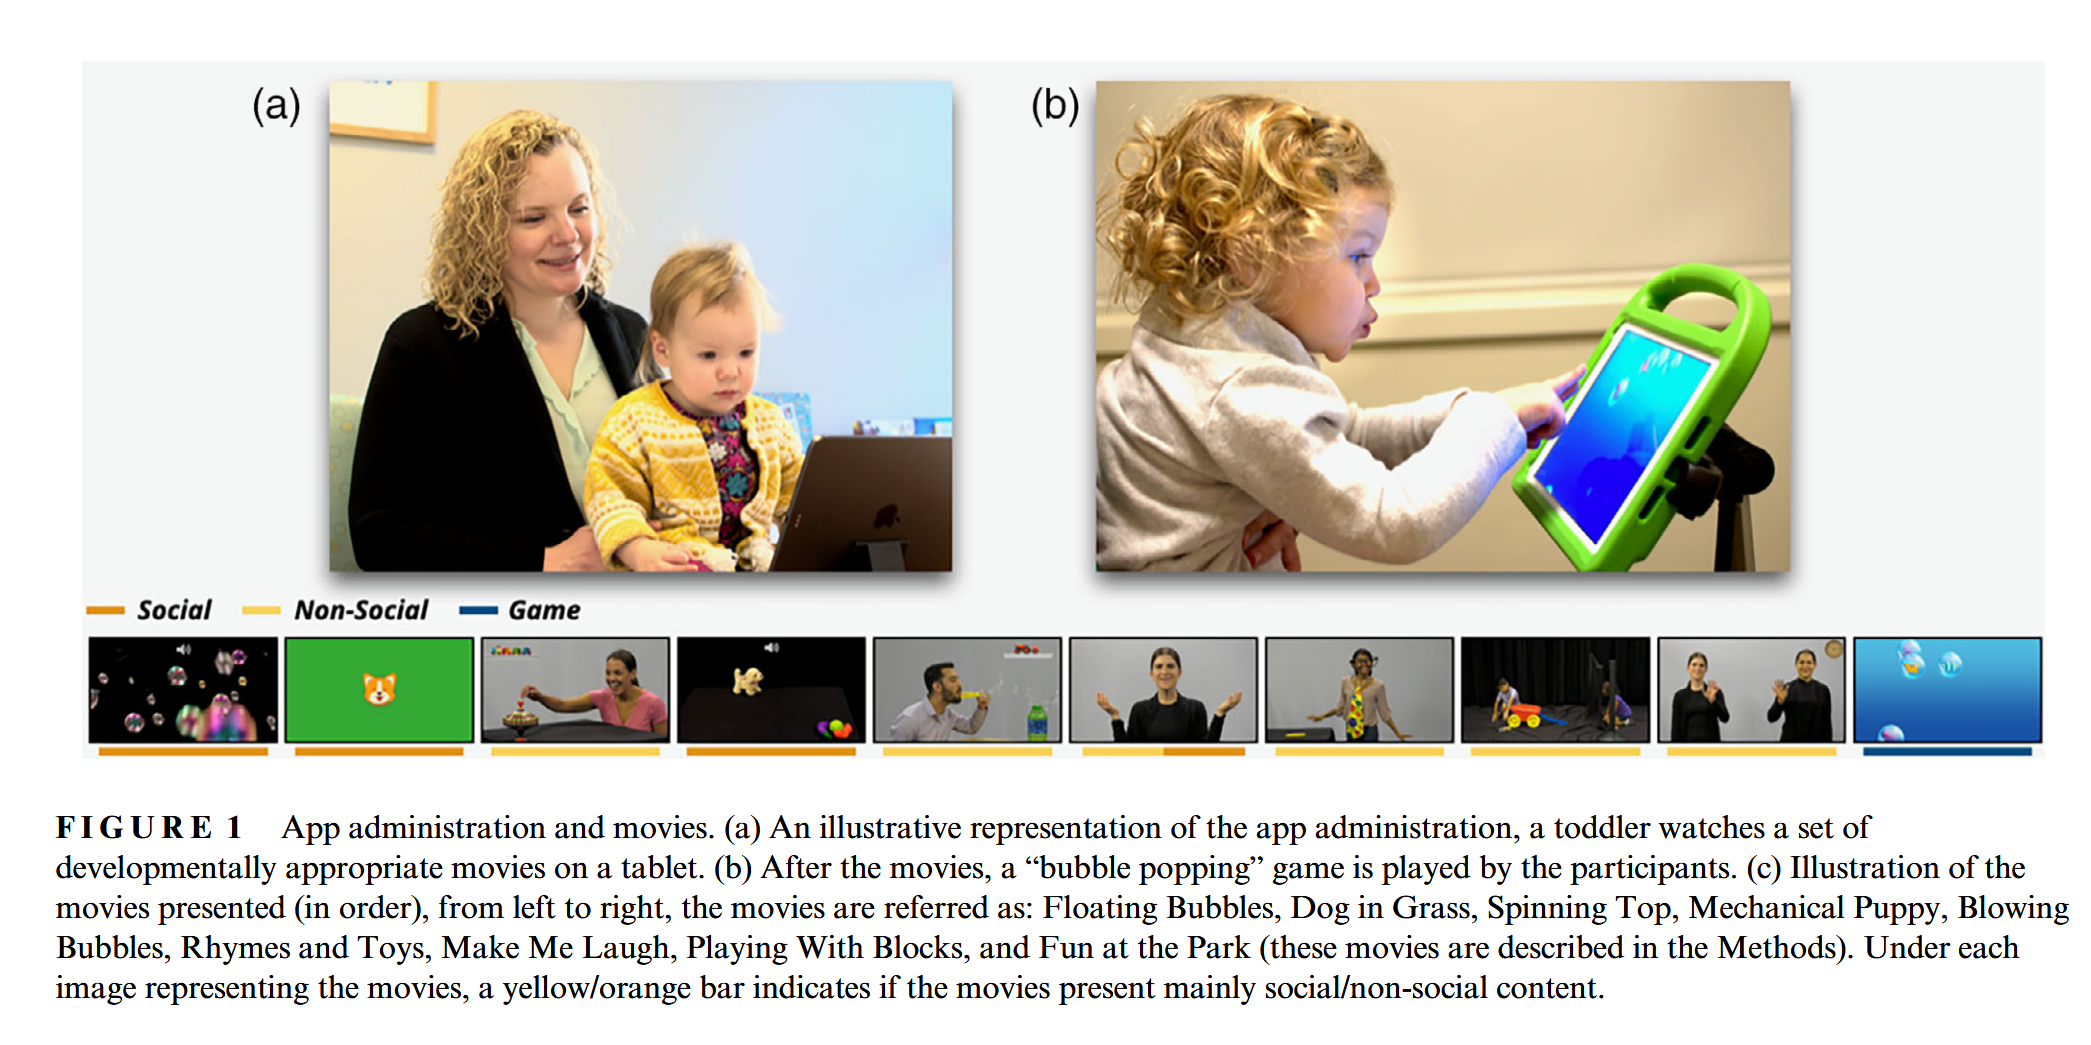 (a)
(b)
Social Non-Social Game
FIGURE 1 App administration and movies. (a) An illustrative representation of the app administration, a toddler watches a set of
developmentally appropriate movies on a tablet. (b) After the movies, a “bubble popping” game is played by the participants. (c) Illustration of the
movies presented (in order), from left to right, the movies are referred as: Floating Bubbles, Dog in Grass, Spinning Top, Mechanical Puppy, Blowing
Bubbles, Rhymes and Toys, Make Me Laugh, Playing With Blocks, and Fun at the Park (these movies are described in the Methods). Under each
image representing the movies, a yellow/orange bar indicates if the movies present mainly social/non-social content.